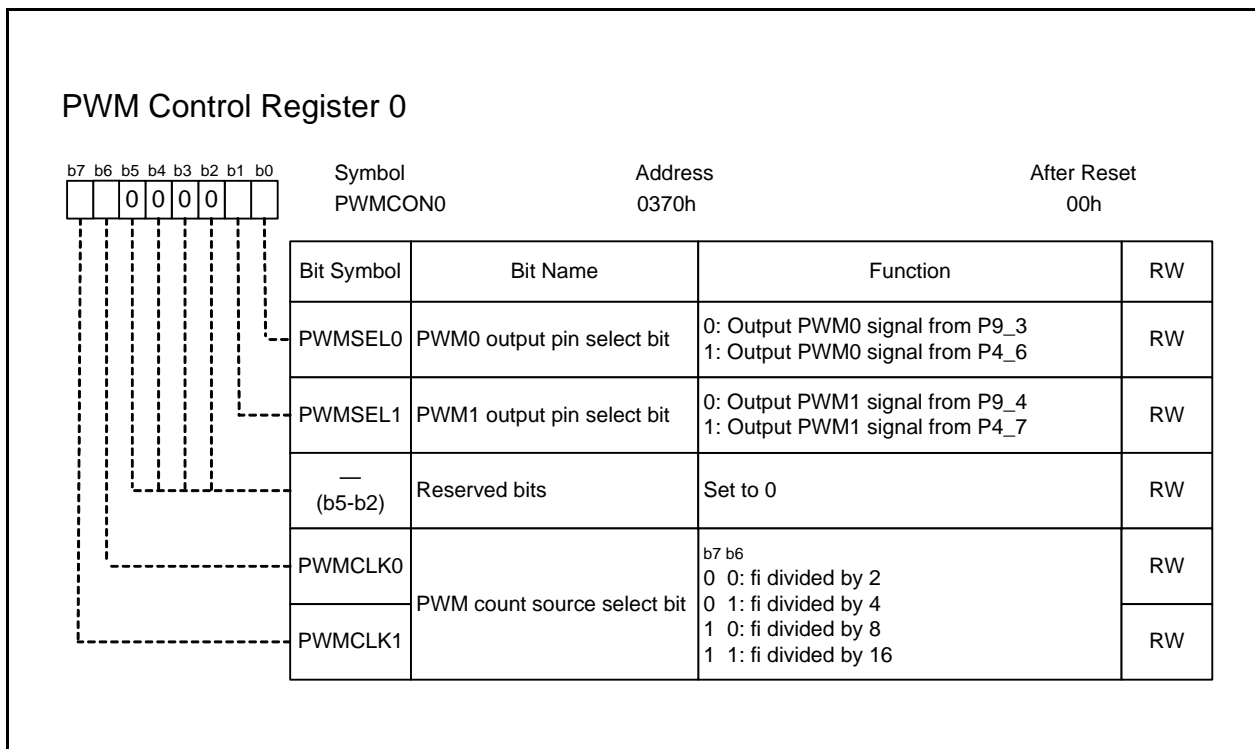 PWM Control Register 0
b7 b6 b5 b4 b3 b2 b1 b0
0 0 0 0
Symbol Address After Reset
PWMCON0 0370h 00h
Bit Symbol Bit Name Function RW
PWMSEL0 PWM0 output pin select bit 0: Output PWM0 signal from P9_3
1: Output PWM0 signal from P4_6 RW
PWMSEL1 PWM1 output pin select bit 0: Output PWM1 signal from P9_4
1: Output PWM1 signal from P4_7 RW
—
(b5-b2) Reserved bits Set to 0 RW
PWMCLK0 PWM count source select bit b7 b6
0 0: fi divided by 2
0 1: fi divided by 4 RW
PWMCLK1 1 0: fi divided by 8
1 1: fi divided by 16 RW